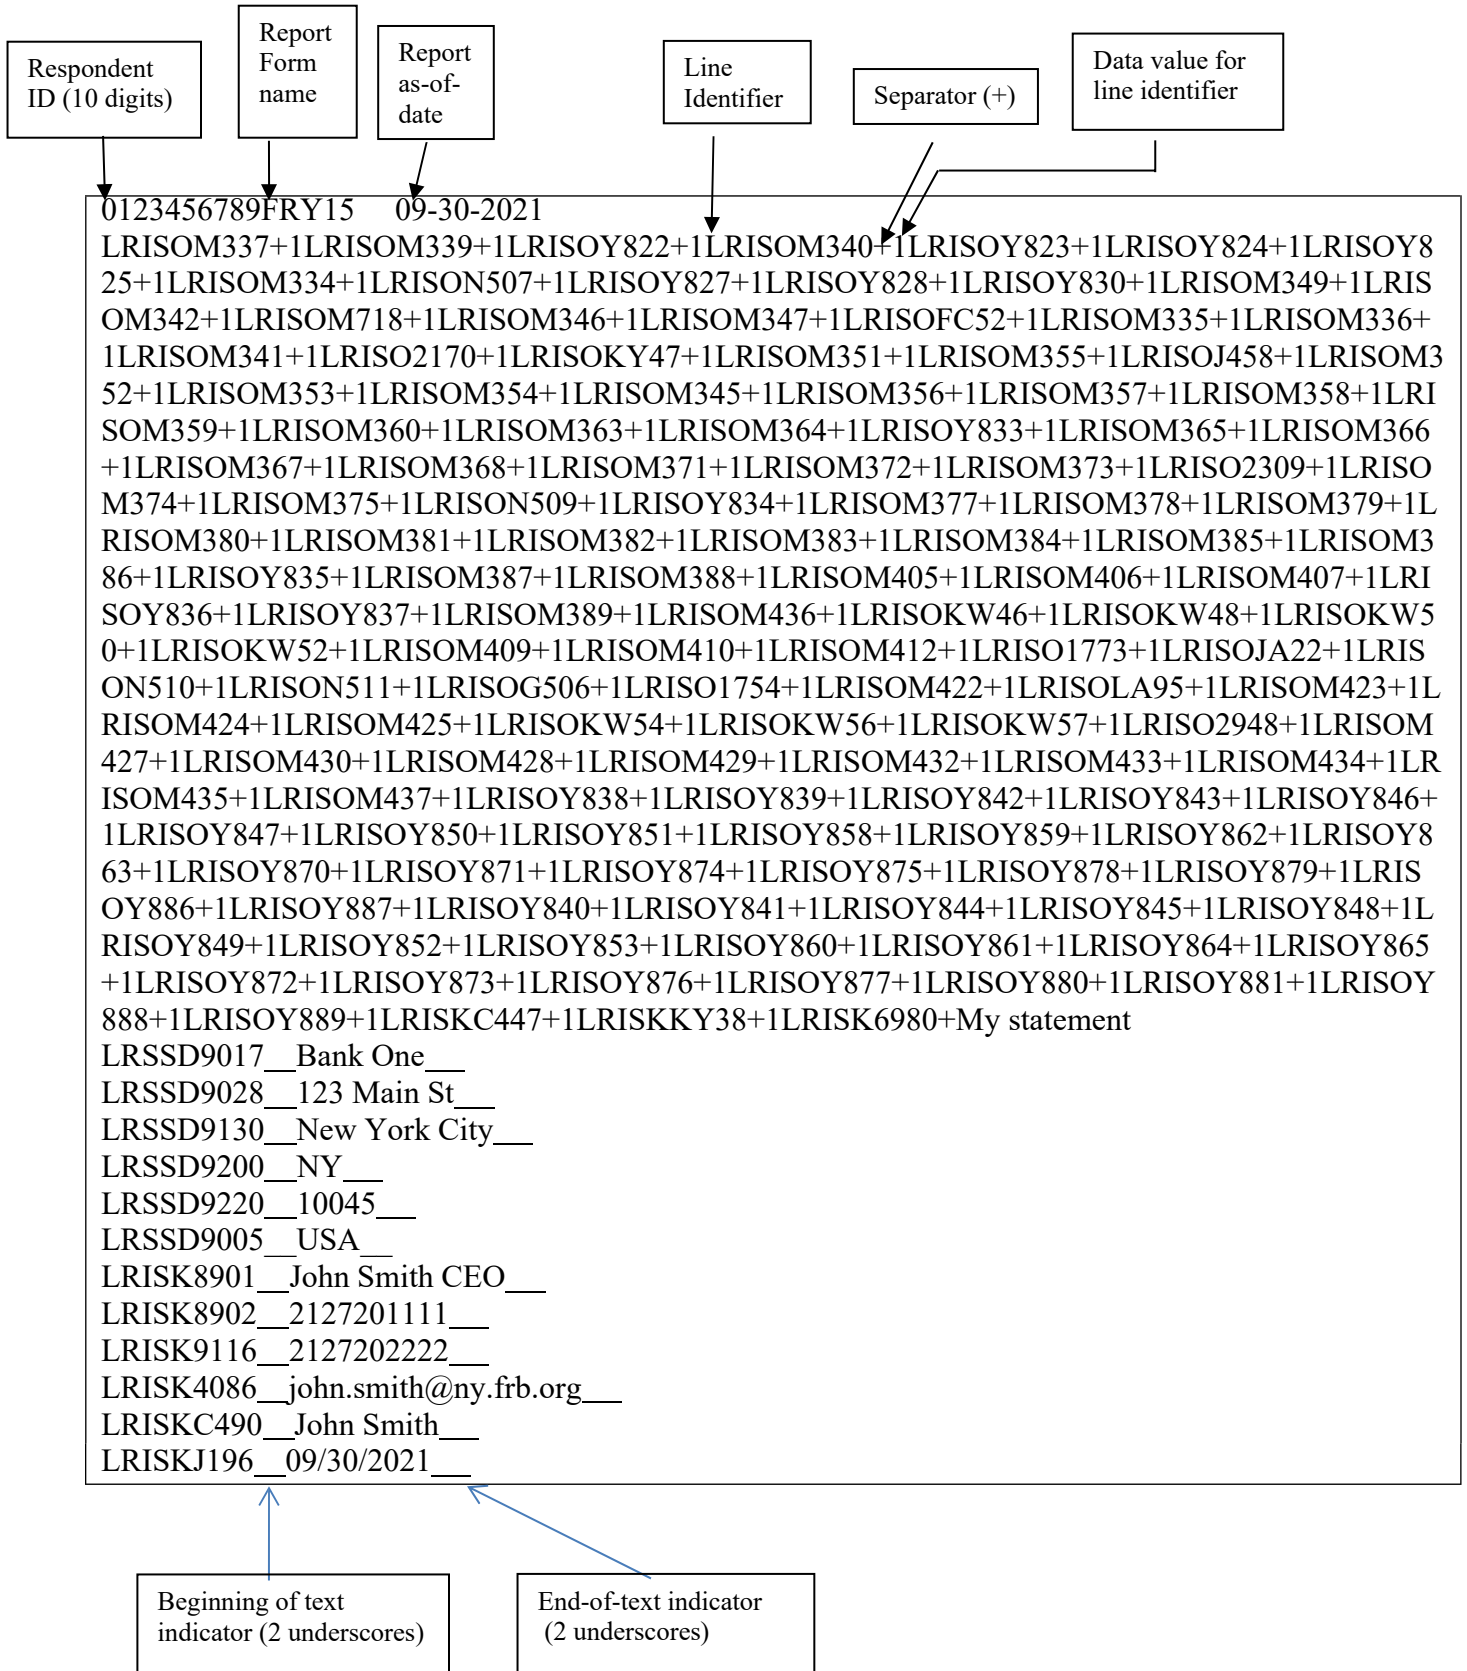 Respondent
ID (10 digits)
Report
Form
name
Report
as-of-
date
Line
Identifier
Separator (+)
Data value for
line identifier
0123456789FRY15 09-30-2021
LRISOM337+1LRISOM339+1LRISOY822+1LRISOM340+1LRISOY823+1LRISOY824+1LRISOY8
25+1LRISOM334+1LRISON507+1LRISOY827+1LRISOY828+1LRISOY830+1LRISOM349+1LRIS
OM342+1LRISOM718+1LRISOM346+1LRISOM347+1LRISOFC52+1LRISOM335+1LRISOM336+
1LRISOM341+1LRISO2170+1LRISOKY47+1LRISOM351+1LRISOM355+1LRISOJ458+1LRISOM3
52+1LRISOM353+1LRISOM354+1LRISOM345+1LRISOM356+1LRISOM357+1LRISOM358+1LRI
SOM359+1LRISOM360+1LRISOM363+1LRISOM364+1LRISOY833+1LRISOM365+1LRISOM366
+1LRISOM367+1LRISOM368+1LRISOM371+1LRISOM372+1LRISOM373+1LRISO2309+1LRISO
M374+1LRISOM375+1LRISON509+1LRISOY834+1LRISOM377+1LRISOM378+1LRISOM379+1L
RISOM380+1LRISOM381+1LRISOM382+1LRISOM383+1LRISOM384+1LRISOM385+1LRISOM3
86+1LRISOY835+1LRISOM387+1LRISOM388+1LRISOM405+1LRISOM406+1LRISOM407+1LRI
SOY836+1LRISOY837+1LRISOM389+1LRISOM436+1LRISOKW46+1LRISOKW48+1LRISOKW5
0+1LRISOKW52+1LRISOM409+1LRISOM410+1LRISOM412+1LRISO1773+1LRISOJA22+1LRIS
ON510+1LRISON511+1LRISOG506+1LRISO1754+1LRISOM422+1LRISOLA95+1LRISOM423+1L
RISOM424+1LRISOM425+1LRISOKW54+1LRISOKW56+1LRISOKW57+1LRISO2948+1LRISOM
427+1LRISOM430+1LRISOM428+1LRISOM429+1LRISOM432+1LRISOM433+1LRISOM434+1LR
ISOM435+1LRISOM437+1LRISOY838+1LRISOY839+1LRISOY842+1LRISOY843+1LRISOY846+
1LRISOY847+1LRISOY850+1LRISOY851+1LRISOY858+1LRISOY859+1LRISOY862+1LRISOY8
63+1LRISOY870+1LRISOY871+1LRISOY874+1LRISOY875+1LRISOY878+1LRISOY879+1LRIS
OY886+1LRISOY887+1LRISOY840+1LRISOY841+1LRISOY844+1LRISOY845+1LRISOY848+1L
RISOY849+1LRISOY852+1LRISOY853+1LRISOY860+1LRISOY861+1LRISOY864+1LRISOY865
+1LRISOY872+1LRISOY873+1LRISOY876+1LRISOY877+1LRISOY880+1LRISOY881+1LRISOY
888+1LRISOY889+1LRISKC447+1LRISKKY38+1LRISK6980+My statement
LRSSD9017__Bank One__
LRSSD9028__123 Main St__
LRSSD9130__New York City__
LRSSD9200__NY__
LRSSD9220__10045__
LRSSD9005__USA__
LRISK8901__John Smith CEO__
LRISK8902__2127201111__
LRISK9116__2127202222__
LRISK4086__john.smith@ny.frb.org__
LRISKC490__John Smith__
LRISKJ196__09/30/2021__
Beginning of text
indicator (2 underscores)
End-of-text indicator
(2 underscores)